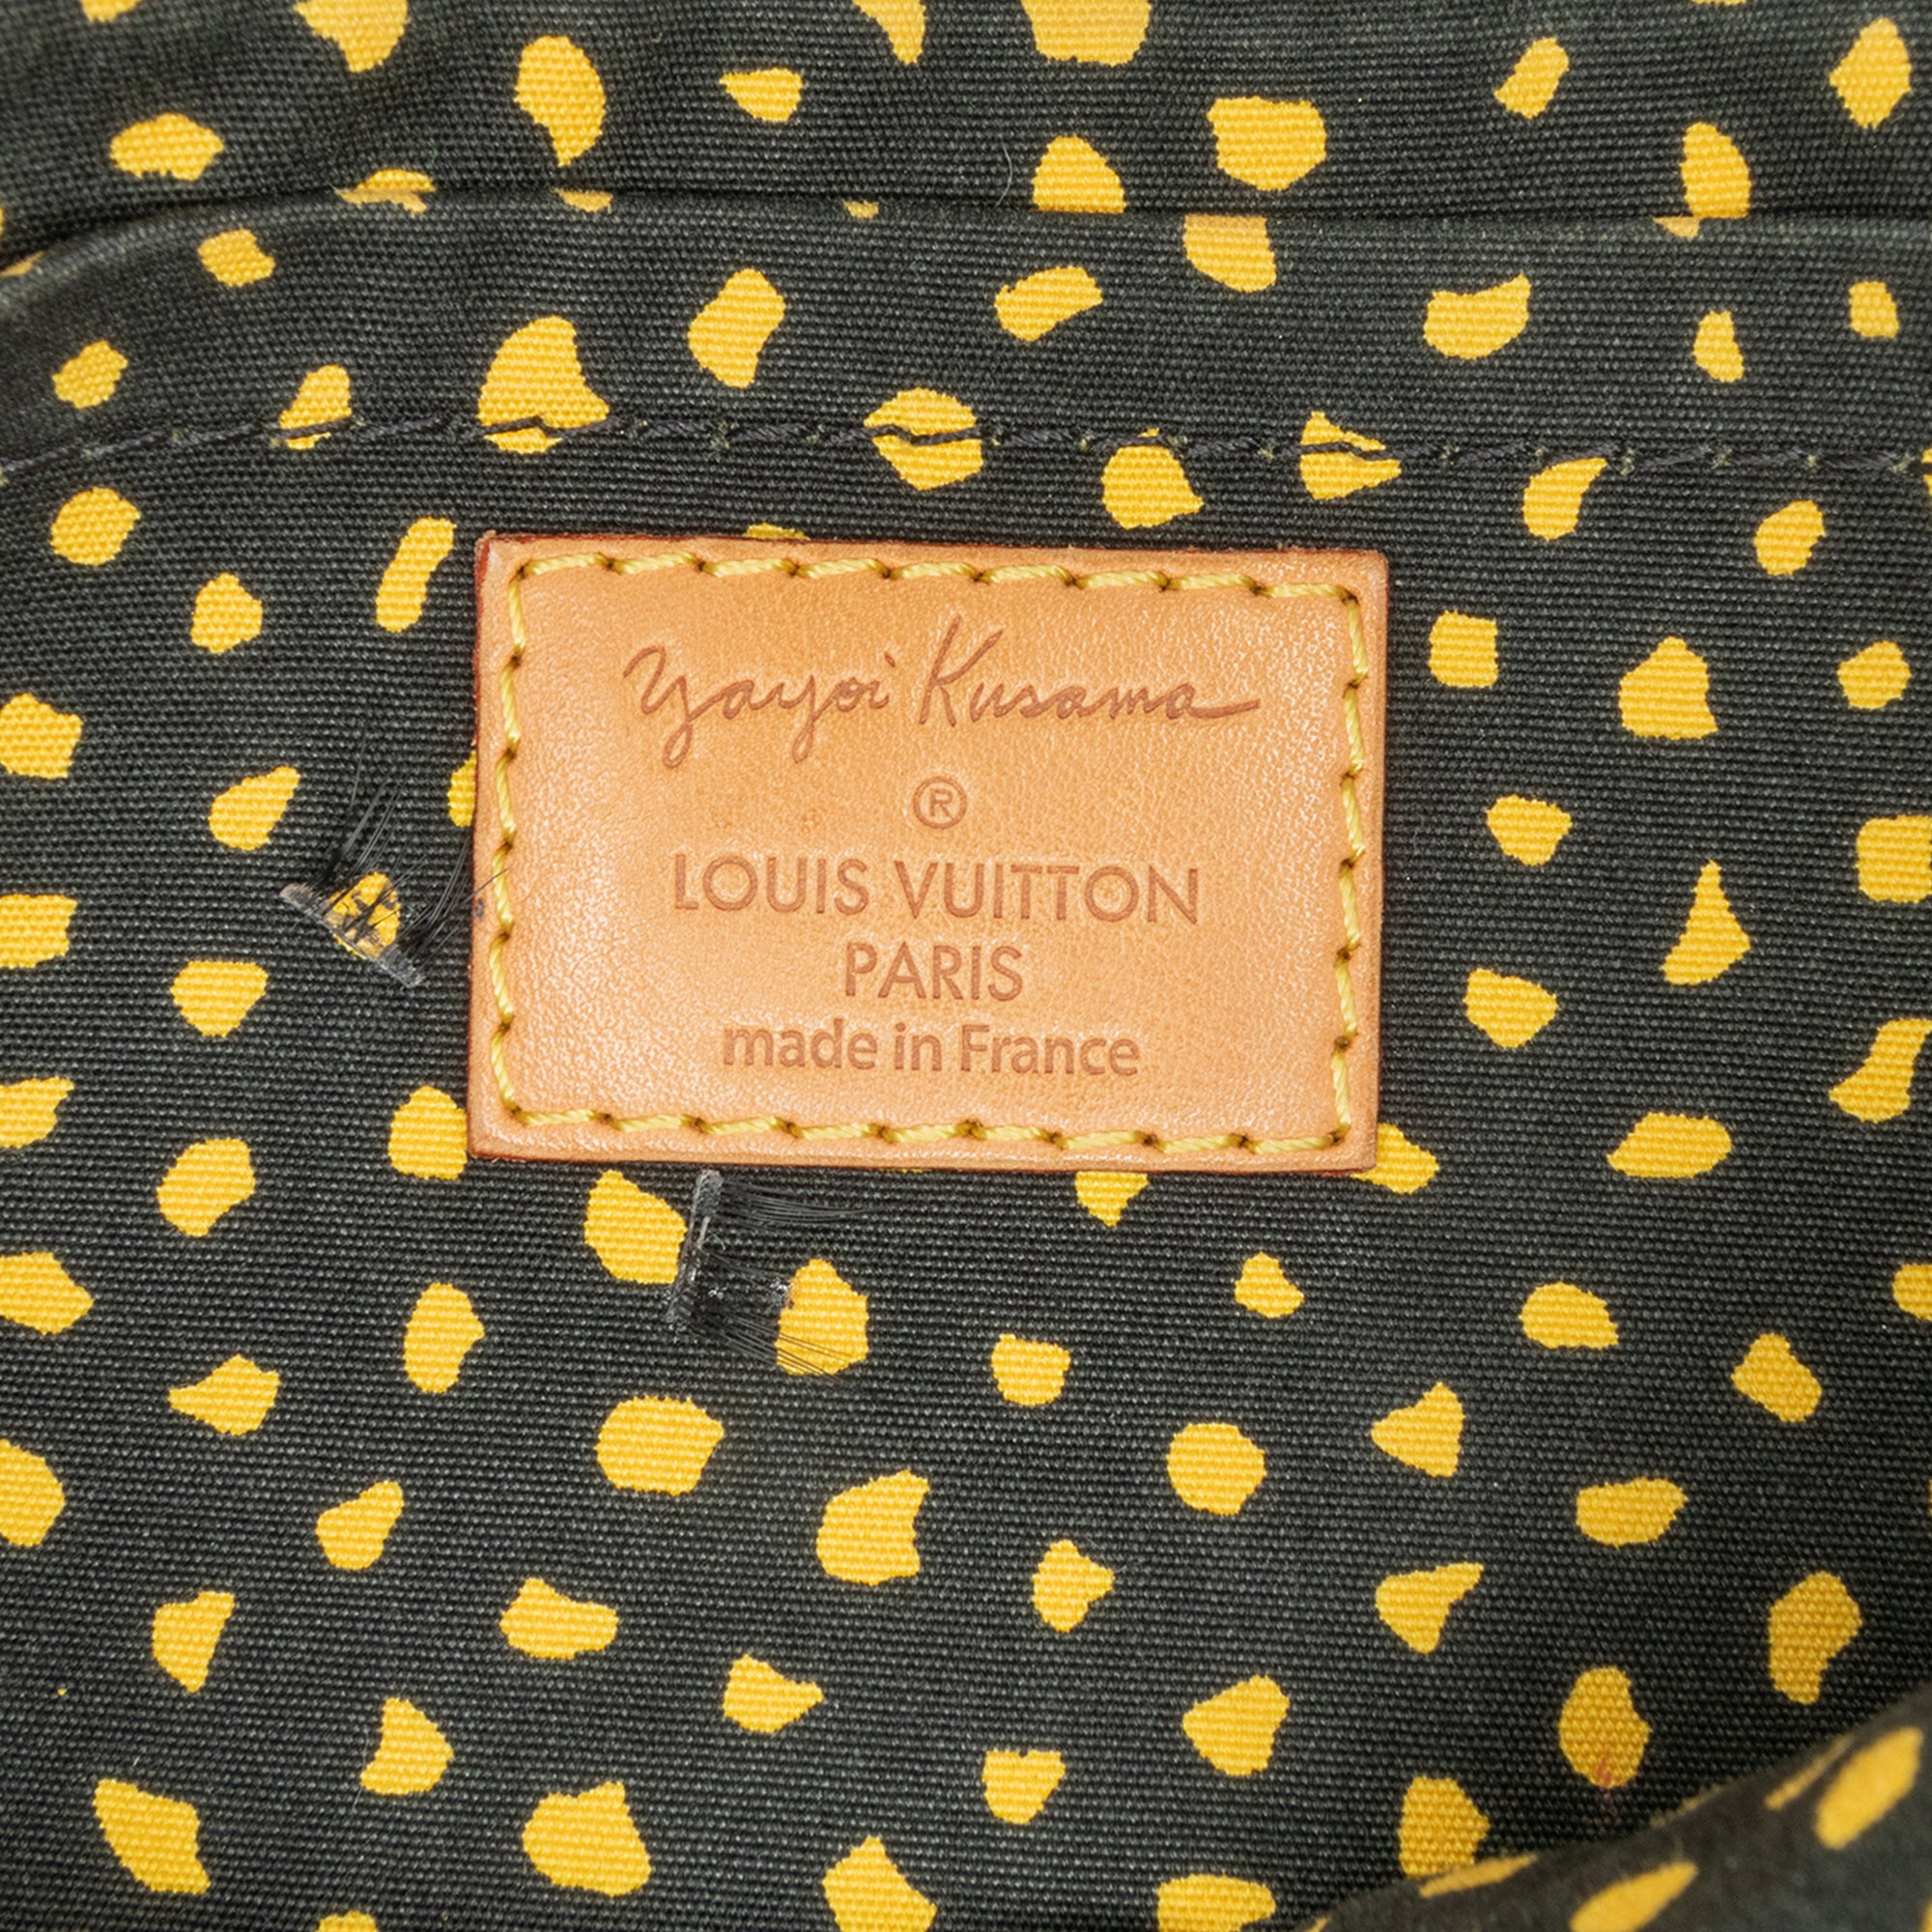 Yayoi Kusama
®
LOUIS VUITTON
PARIS
made in France